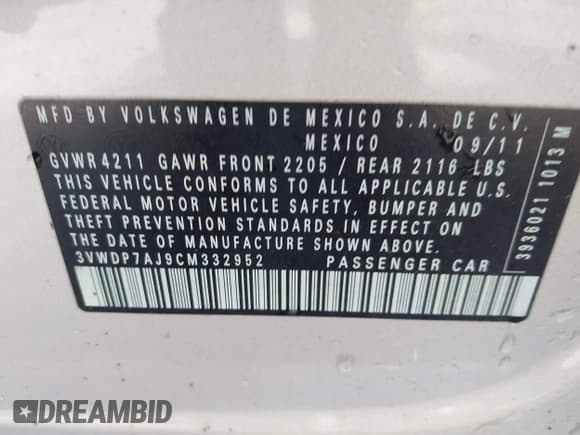 MFD BY VOLKSWAGEN DE MEXICO S.A. DE C.V.
MEXICO 09/11
GVWR 4211 GAWR FRONT 2205 / REAR 2116 LBS
THIS VEHICLE CONFORMS TO ALL APPLICABLE U.S.
FEDERAL MOTOR VEHICLE SAFETY, BUMPER AND
THEFT PREVENTION STANDARDS IN EFFECT ON
THE DATE OF MANUFACTURE SHOWN ABOVE.
3VWDP7AJ9CM332952 PASSENGER CAR
3936021 1013 M
DREAMBID